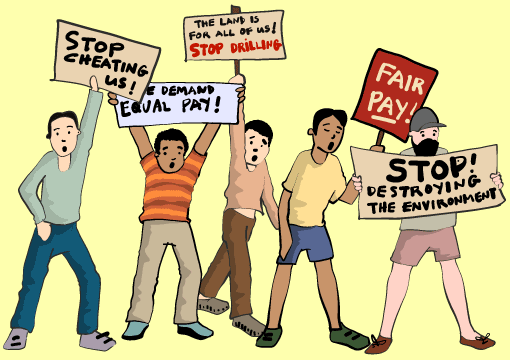 STOP
CHEATING
US!
THE LAND IS
FOR ALL OF US!
STOP DRILLING
DEMAND
EQUAL PAY!
FAIR
PAY!
STOP!
DESTROYING
THE ENVIRONMENT